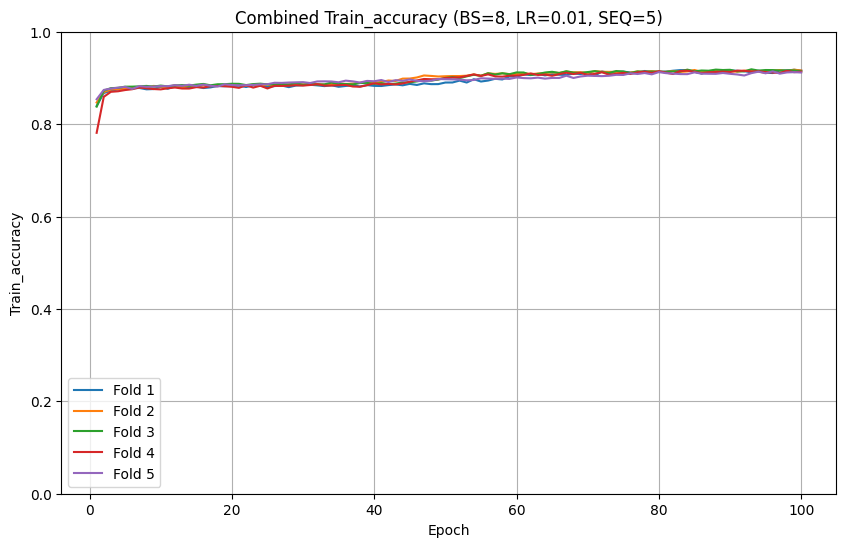 Combined Train_accuracy (BS=8, LR=0.01, SEQ=5)
1.0
0.8
0.6
0.4
0.2
0.0
Train_accuracy
Fold 1
Fold 2
Fold 3
Fold 4
Fold 5
0 20 40 60 80 100
Epoch